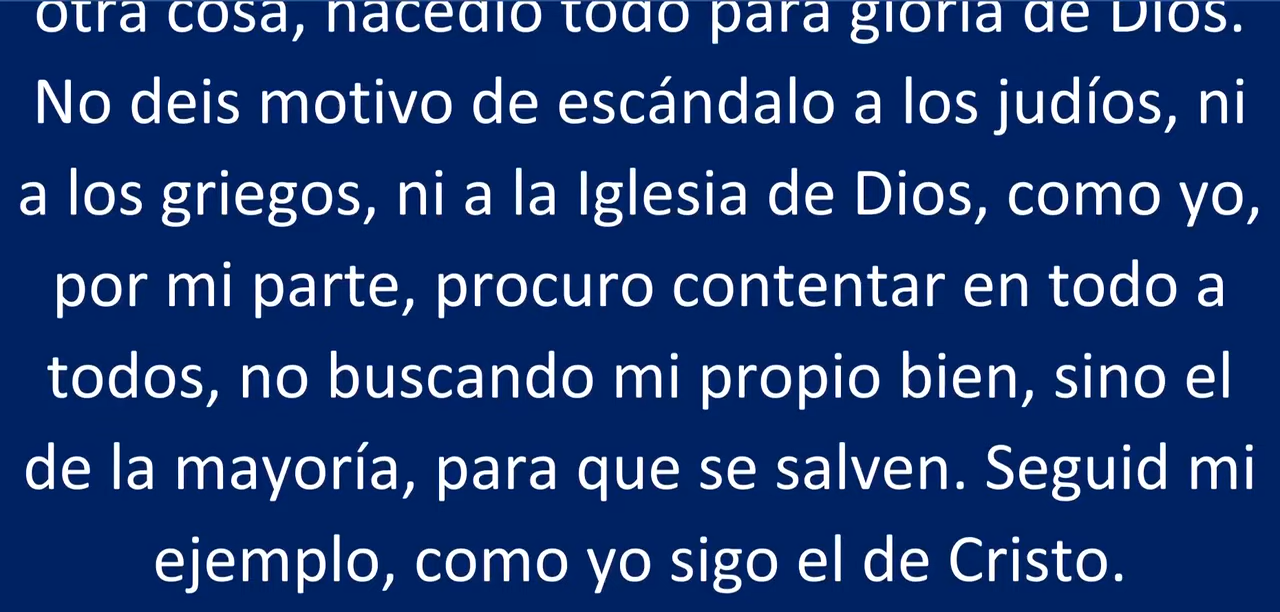 otra cosa, hacedlo todo para gloria de Dios.
No deis motivo de escándalo a los judíos, ni
a los griegos, ni a la Iglesia de Dios, como yo,
por mi parte, procuro contentar en todo a
todos, no buscando mi propio bien, sino el
de la mayoría, para que se salven. Seguid mi
ejemplo, como yo sigo el de Cristo.